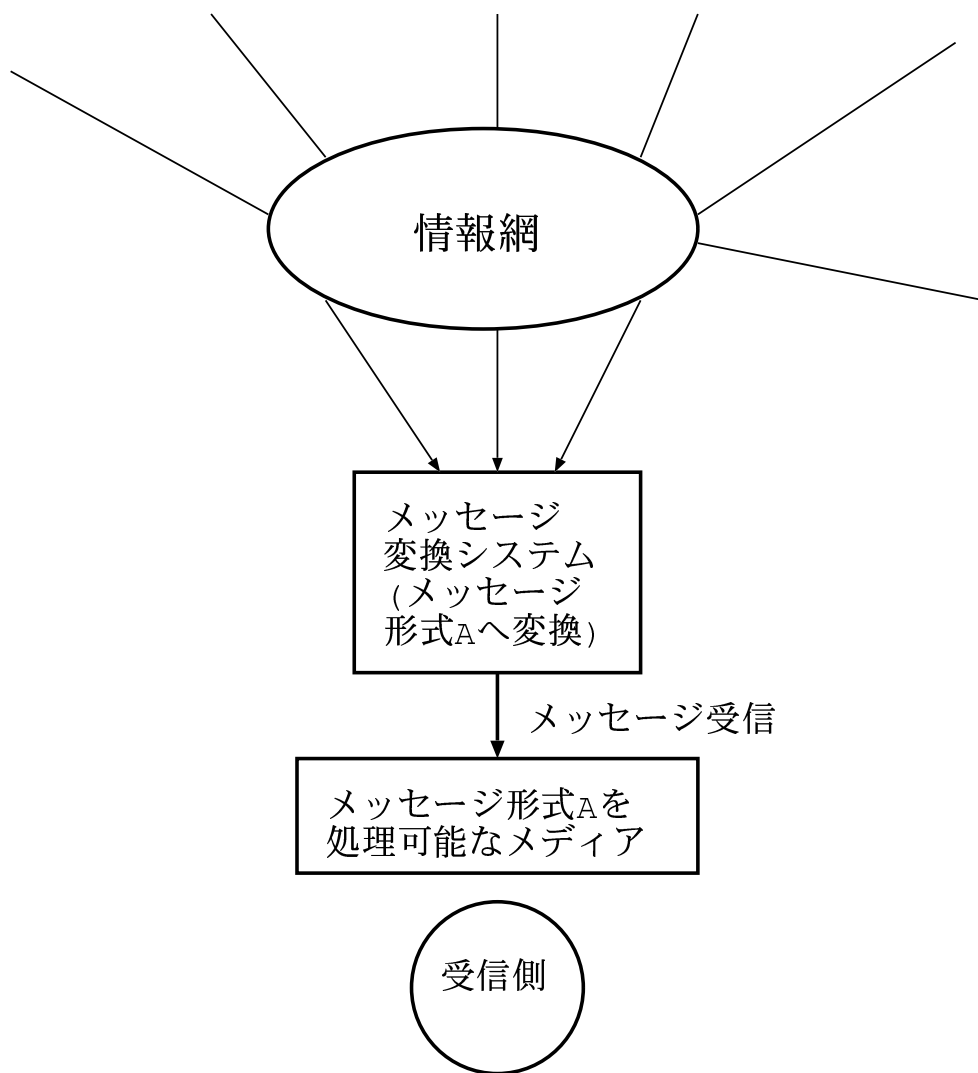 情報網
メッセージ
変換システム
(メッセージ
形式Aへ変換)
メッセージ受信
メッセージ形式Aを
処理可能なメディア
受信側